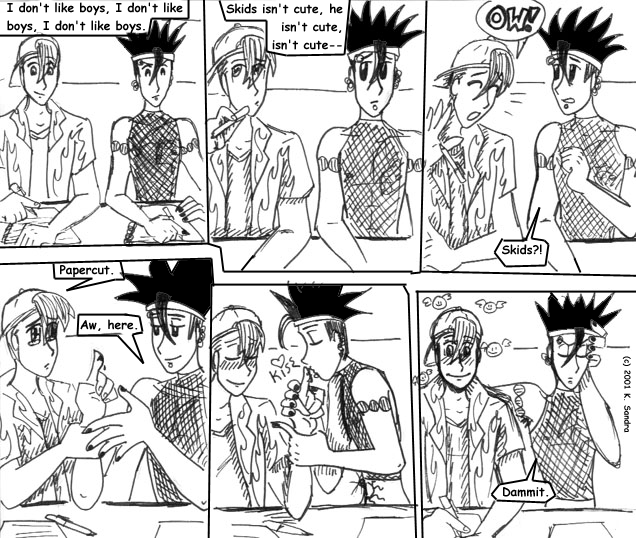 I don't like boys, I don't like
boys, I don't like boys.
Skids isn't cute, he
isn't cute,
isn't cute--
OW!
Skids?!
Papercut.
Aw, here.
KISS
Dammit.
(c) 2001 K. Sandra